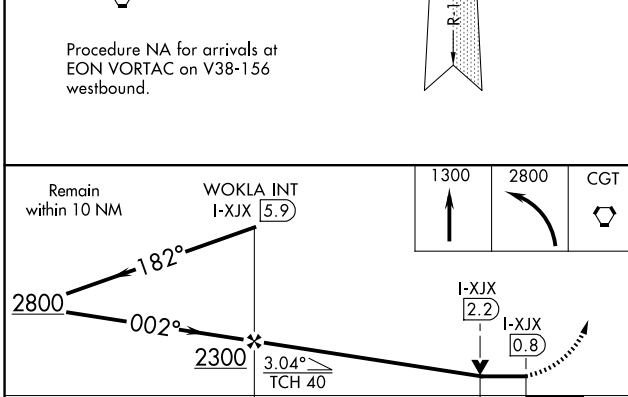 Procedure NA for arrivals at
EON VORTAC on V38-156
westbound.
R-1
Remain
within 10 NM
WOKLA INT
I-XJX 5.9
1300
2800
CGT
182°
2800
002°
2300
3.04°
TCH 40
I-XJX
2.2
I-XJX
0.8